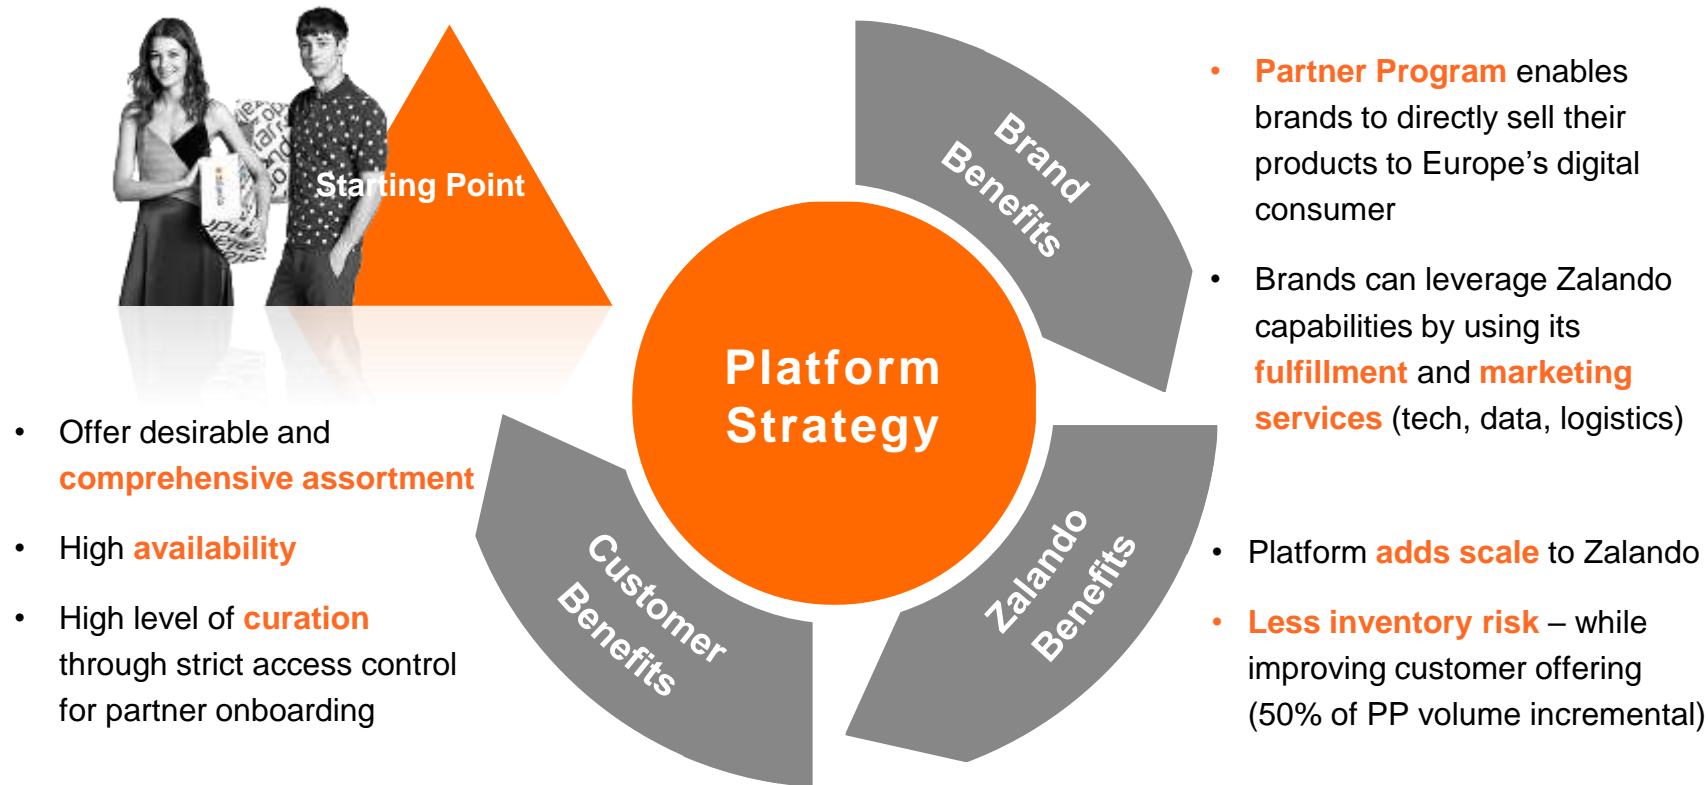 Starting Point
• Offer desirable and
comprehensive assortment
• High availability
• High level of curation
through strict access control
for partner onboarding
Platform
Strategy
Brand
Benefits
Zalando
Benefits
Customer
Benefits
• Partner Program enables
brands to directly sell their
products to Europe’s digital
consumer
• Brands can leverage Zalando
capabilities by using its
fulfillment and marketing
services (tech, data, logistics)
• Platform adds scale to Zalando
• Less inventory risk – while
improving customer offering
(50% of PP volume incremental)